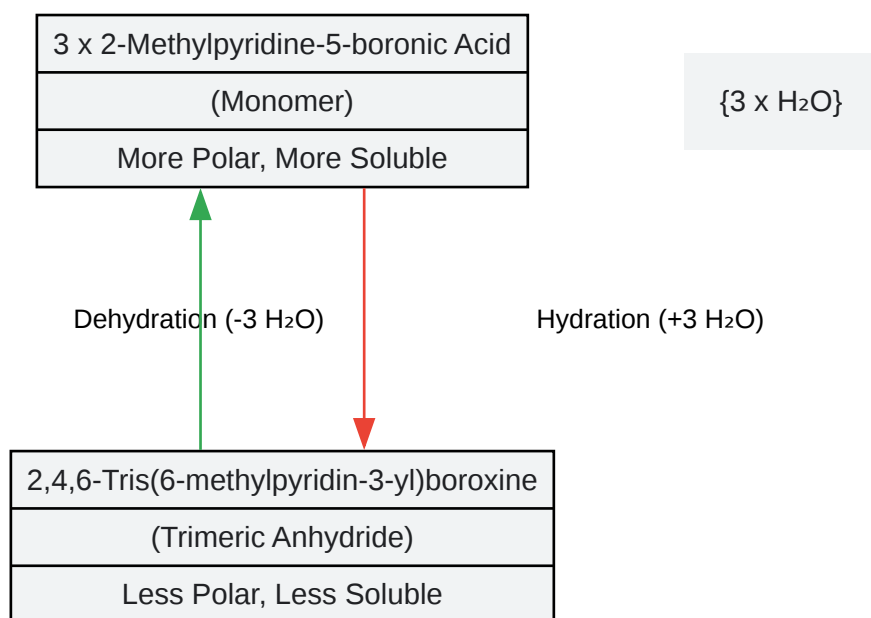 3 x 2-Methylpyridine-5-boronic Acid
(Monomer)
More Polar, More Soluble
{3 x H₂O}
Dehydration (-3 H₂O)
Hydration (+3 H₂O)
2,4,6-Tris(6-methylpyridin-3-yl)boroxine
(Trimeric Anhydride)
Less Polar, Less Soluble